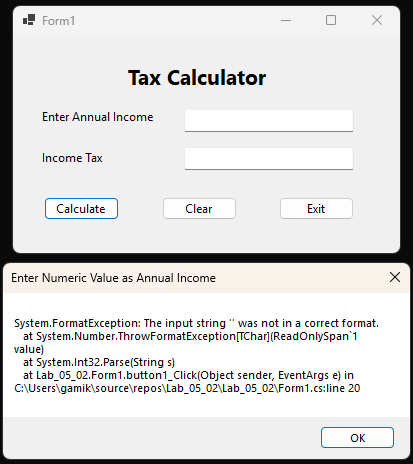 Form1
Tax Calculator
Enter Annual Income
Income Tax
Calculate
Clear
Exit
Enter Numeric Value as Annual Income
System.FormatException: The input string '' was not in a correct format.
at System.Number.ThrowFormatException[TChar](ReadOnlySpan`1
value)
at System.Int32.Parse(String s)
at Lab_05_02.Form1.button1_Click(Object sender, EventArgs e) in
C:\Users\gamik\source\repos\Lab_05_02\Lab_05_02\Form1.cs:line 20
OK